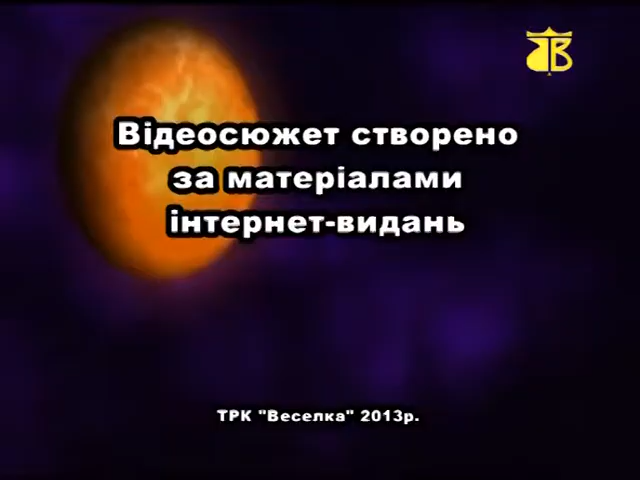 Відеосюжет створено
за матеріалами
інтернет-видань
ТРК "Веселка" 2013р.